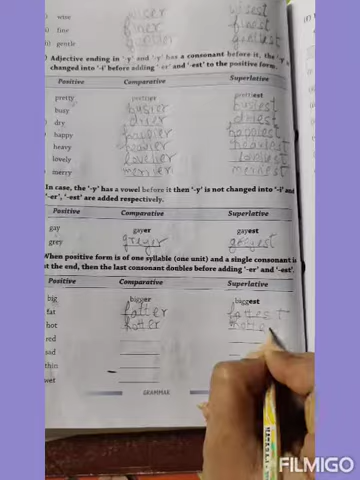 wise wiser wisest
(ii) fine finer finest
(iii) gentle
Adjective ending in '-y' and '-y' has a consonant before it, the '-y' is
changed into '-i' before adding '-er' and '-est' to the positive form.
Positive Comparative Superlative
pretty prettier prettiest
busy busier busiest
dry drier driest
happy happier happiest
heavy heavier heaviest
lovely lovelier
merry merrier merriest
In case, the '-y' has a vowel before it then '-y' is not changed into '-i' and
'-er', '-est' are added respectively.
Positive Comparative Superlative
gay gayer gayest
grey greyer greyest
When positive form is of one syllable (one unit) and a single consonant is
at the end, then the last consonant doubles before adding '-er' and '-est'.
Positive Comparative Superlative
big bigger biggest
fat fatter
hot hotter
red
sad
thin
wet
GRAMMAR
FILMIGO